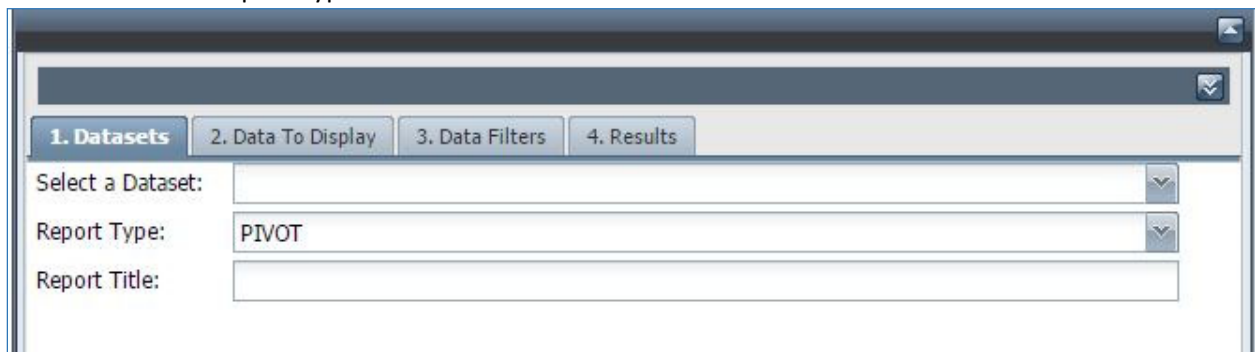 1. Datasets 2. Data To Display 3. Data Filters 4. Results
Select a Dataset:
Report Type: PIVOT
Report Title: